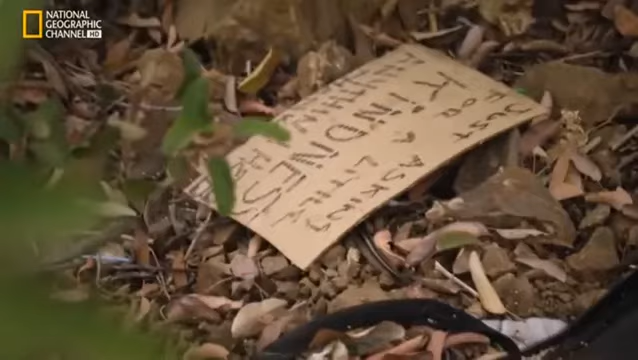 NATIONAL
GEOGRAPHIC
CHANNEL HD
JUST ASKING
FOR A LITTLE
KINDNESS
ANYTHING